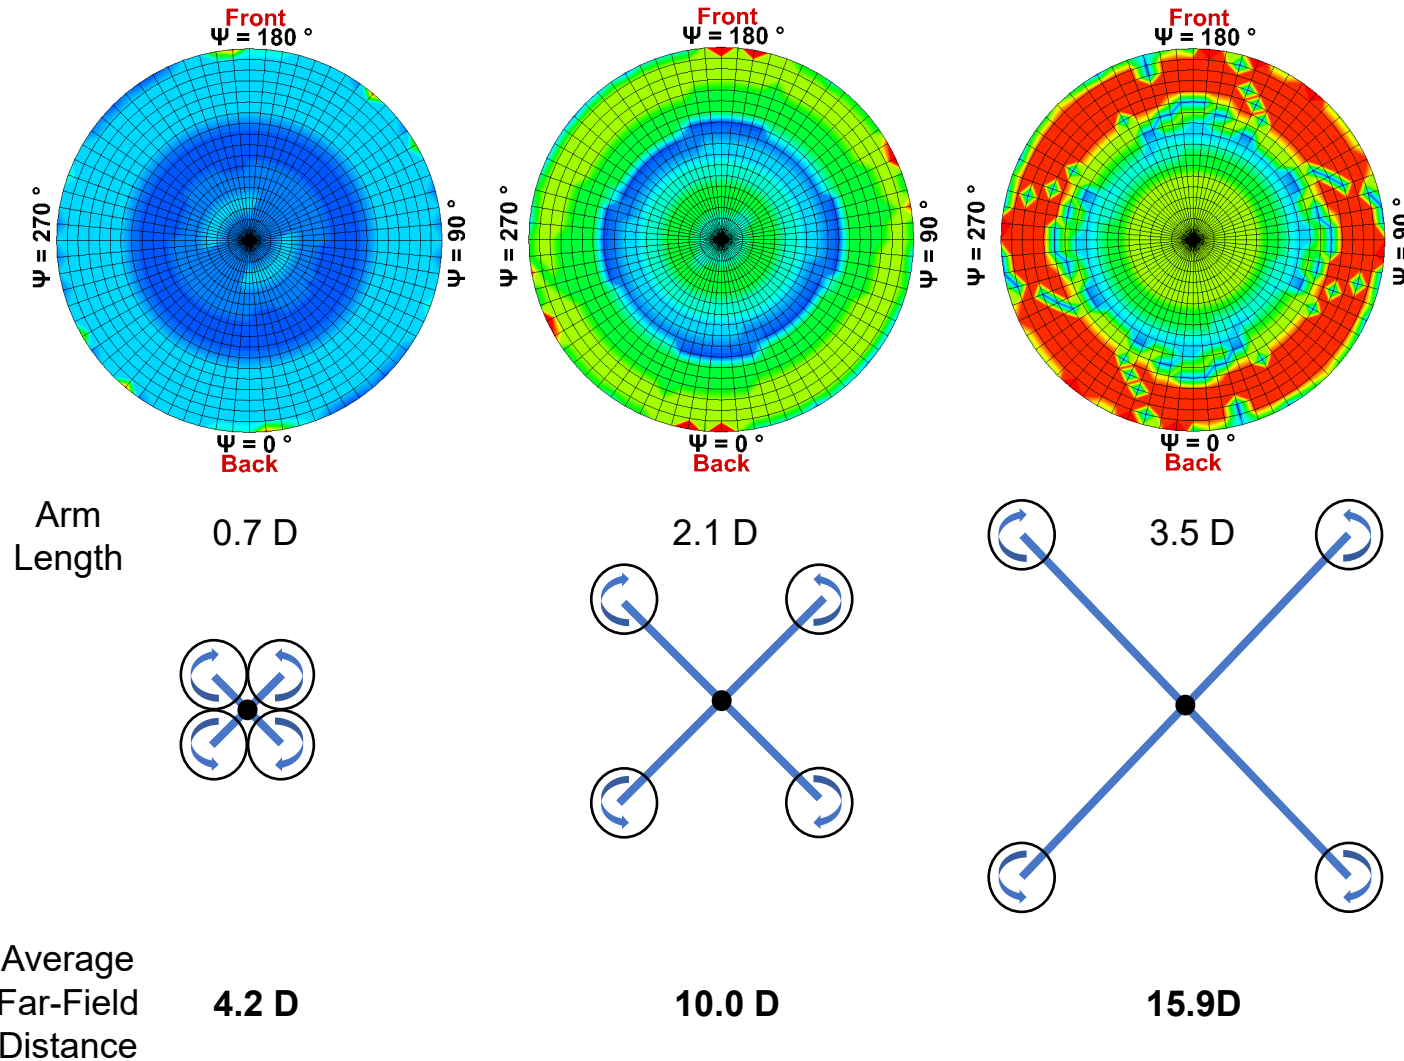 Front
Ψ = 180 °
Ψ = 270 °
Ψ = 90 °
Ψ = 0 °
Back
Front
Ψ = 180 °
Ψ = 270 °
Ψ = 90 °
Ψ = 0 °
Back
Front
Ψ = 180 °
Ψ = 270 °
Ψ = 90 °
Ψ = 0 °
Back
Arm
Length
0.7 D
2.1 D
3.5 D
Average
Far-Field
Distance
4.2 D
10.0 D
15.9D